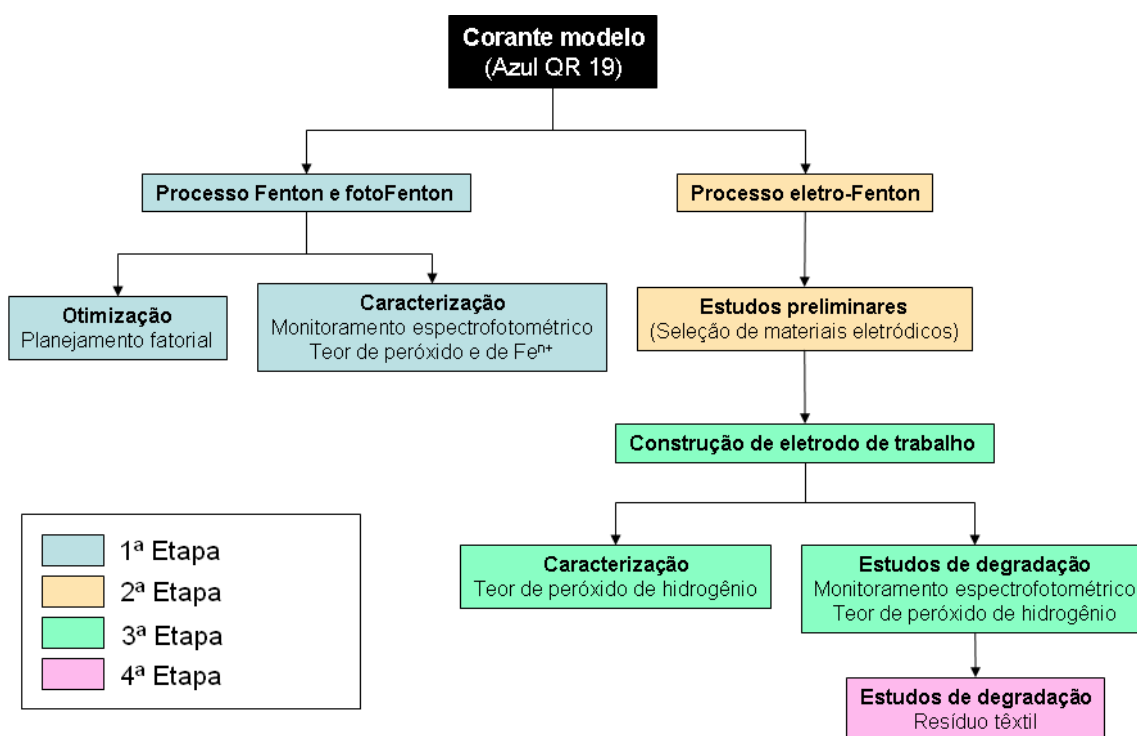 Corante modelo
(Azul QR 19)
Processo Fenton e fotoFenton
Processo eletro-Fenton
Otimização
Planejamento fatorial
Caracterização
Monitoramento espectrofotométrico
Teor de peróxido e de Feⁿ⁺
Estudos preliminares
(Seleção de materiais eletródicos)
Construção de eletrodo de trabalho
Caracterização
Teor de peróxido de hidrogênio
Estudos de degradação
Monitoramento espectrofotométrico
Teor de peróxido de hidrogênio
Estudos de degradação
Resíduo têxtil
1ª Etapa
2ª Etapa
3ª Etapa
4ª Etapa